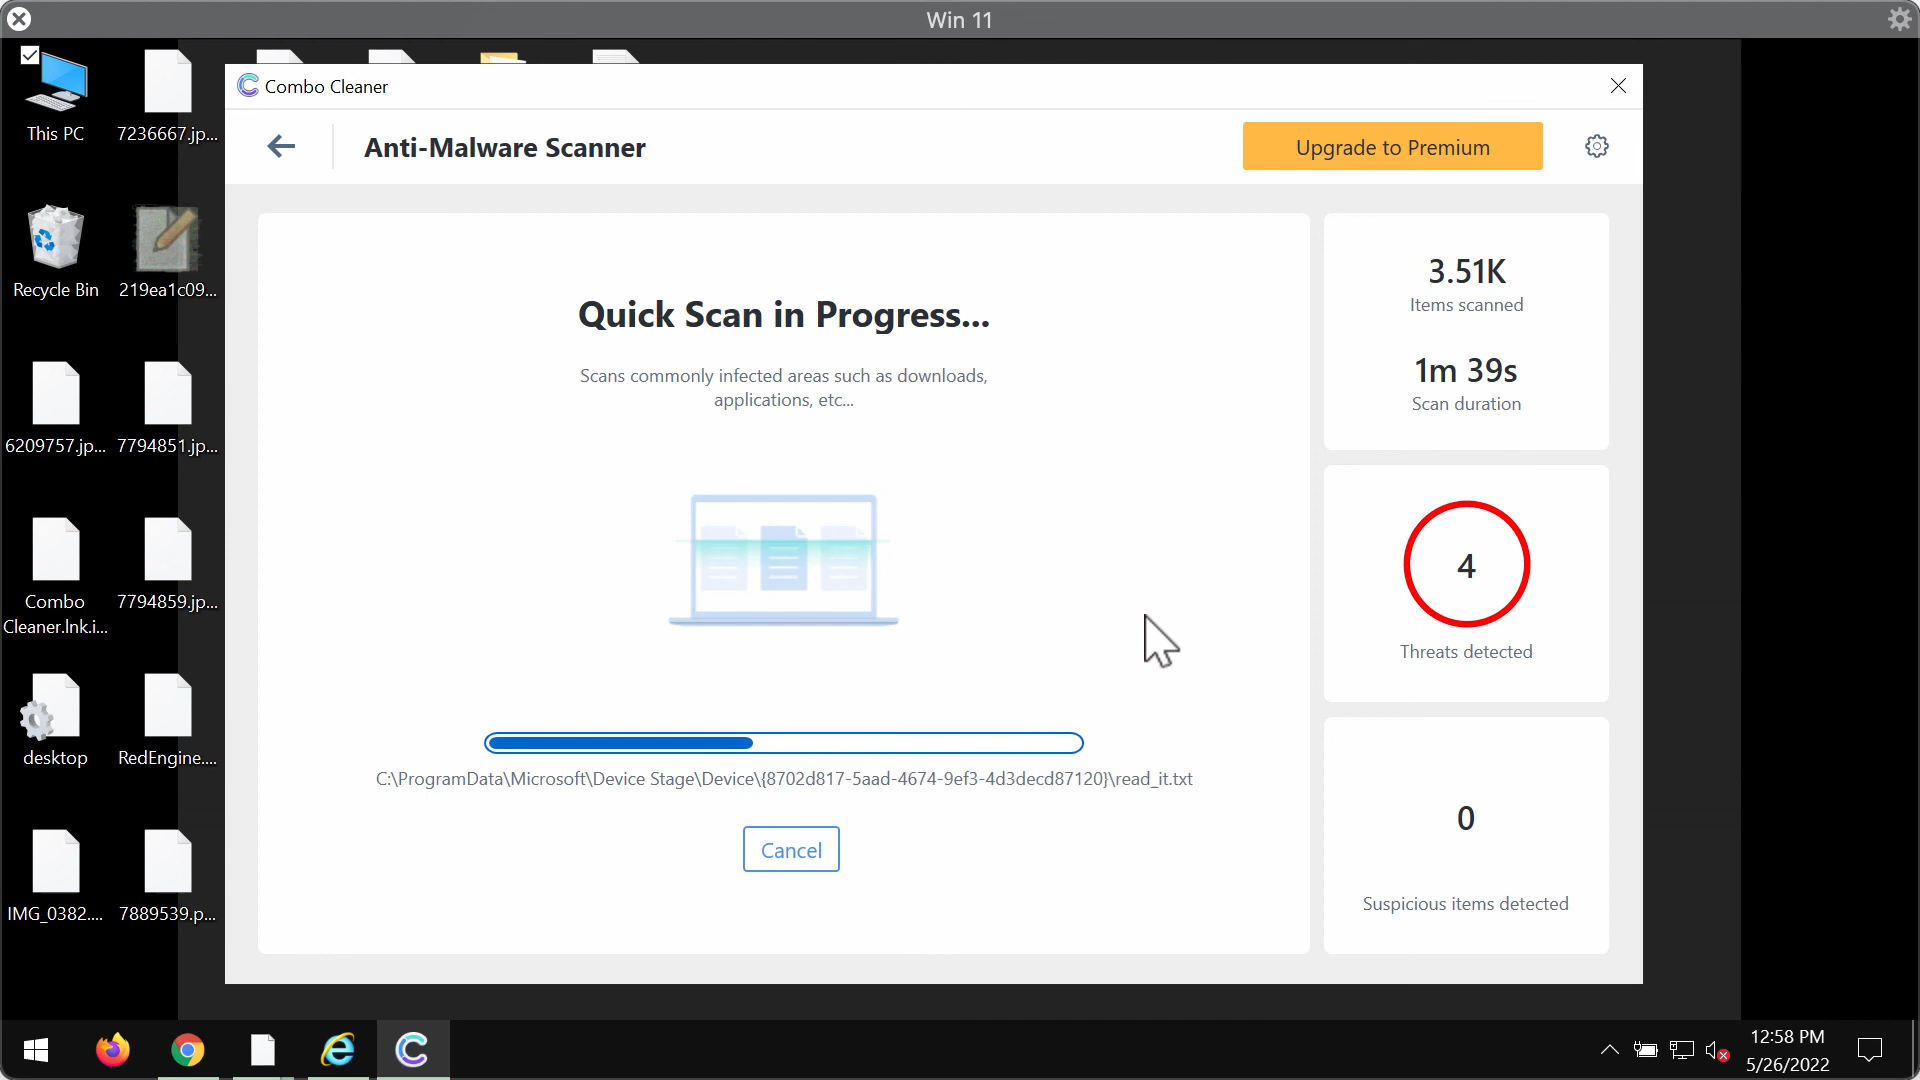 Win 11
This PC
7236667.jp...
Recycle Bin
219ea1c09...
6209757.jp...
7794851.jp...
Combo
Cleaner.lnk.i...
7794859.jp...
desktop
RedEngine....
IMG_0382....
7889539.p...
Combo Cleaner
Anti-Malware Scanner
Upgrade to Premium
Quick Scan in Progress...
Scans commonly infected areas such as downloads,
applications, etc...
C:\ProgramData\Microsoft\Device Stage\Device\{8702d817-5aad-4674-9ef3-4d3decd87120}\read_it.txt
Cancel
3.51K
Items scanned
1m 39s
Scan duration
4
Threats detected
0
Suspicious items detected
12:58 PM
5/26/2022